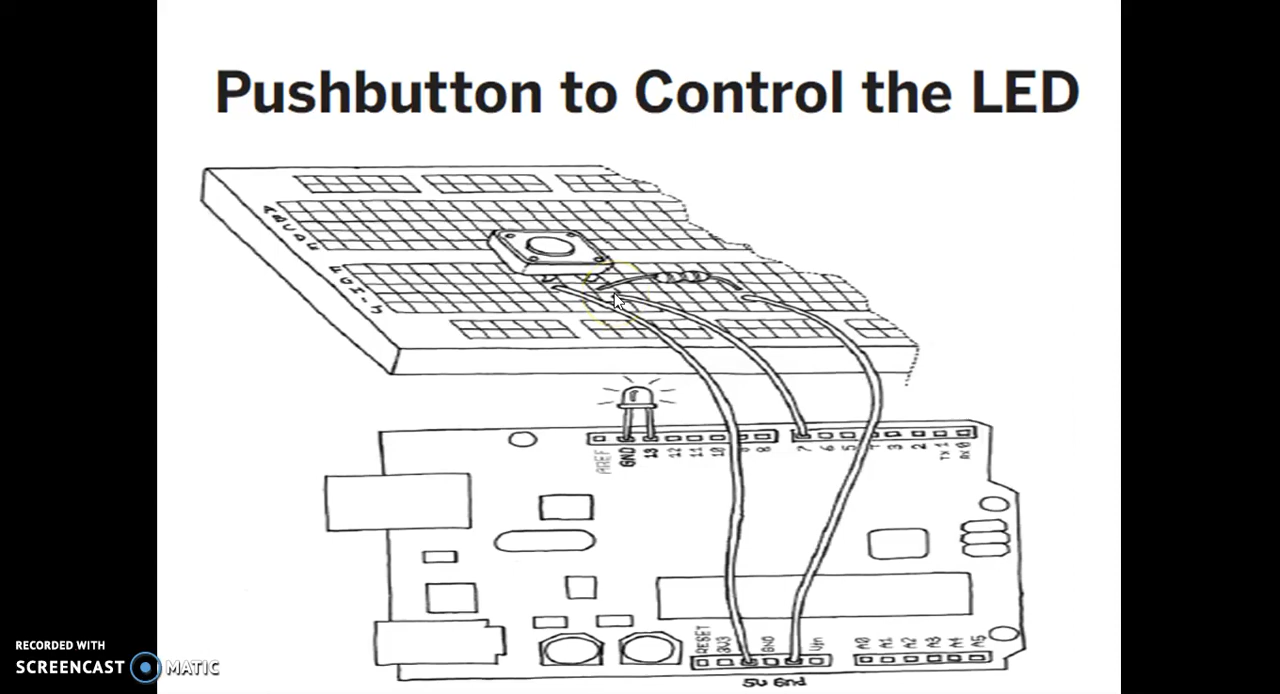 Pushbutton to Control the LED
A B C D E F G H I J
AREF
GND
13
12
11
10
9
8
7
6
5
4
3
2
TX 1
RX 0
RESET
3V3
GND
Vin
A0
A1
A2
A3
A4
A5
5V Gnd
RECORDED WITH
SCREENCAST MATIC